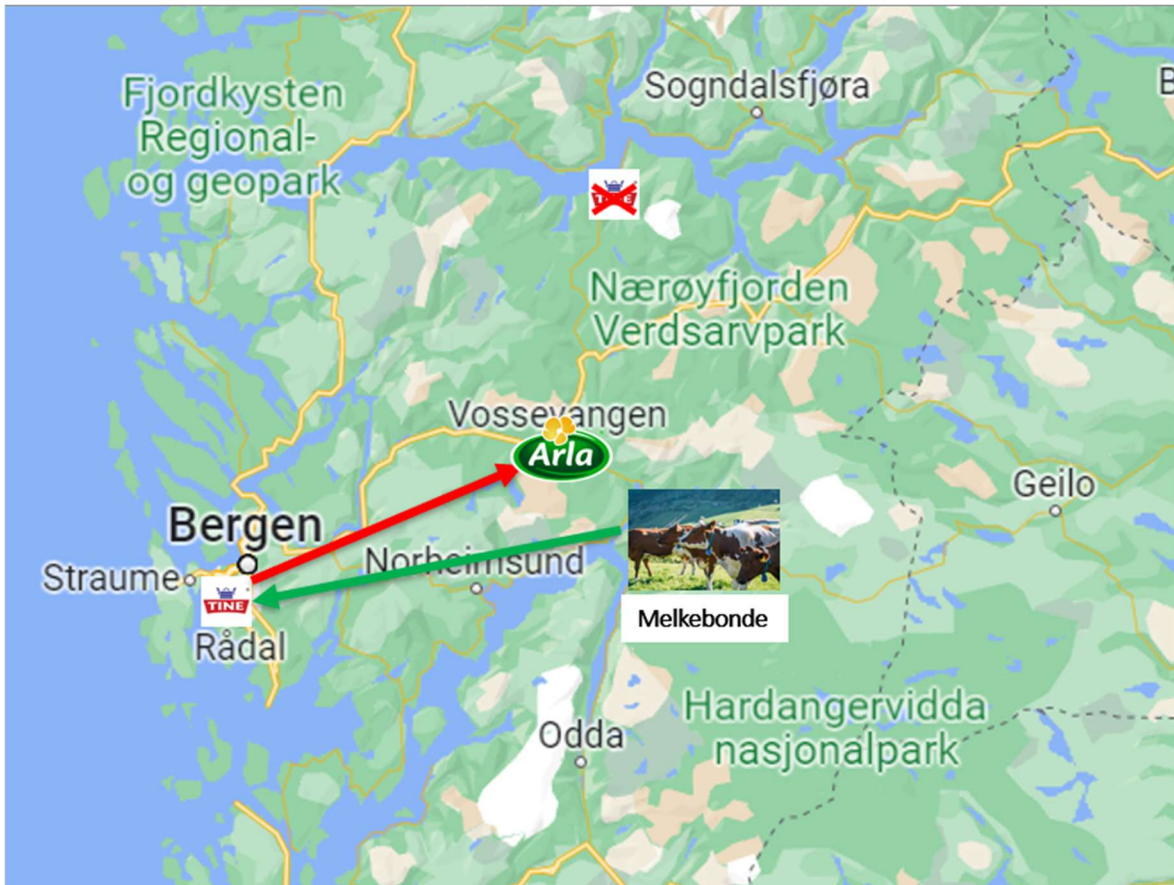 Fjordkysten
Regional-
og geopark
Sogndalsfjøra
B
TINE
Nærøyfjorden
Verdsarvpark
Vossevangen
Arla
Geilo
Bergen
Norheimsund
Straume
TINE
Rådal
Melkebonde
Odda
Hardangervidda
nasjonalpark